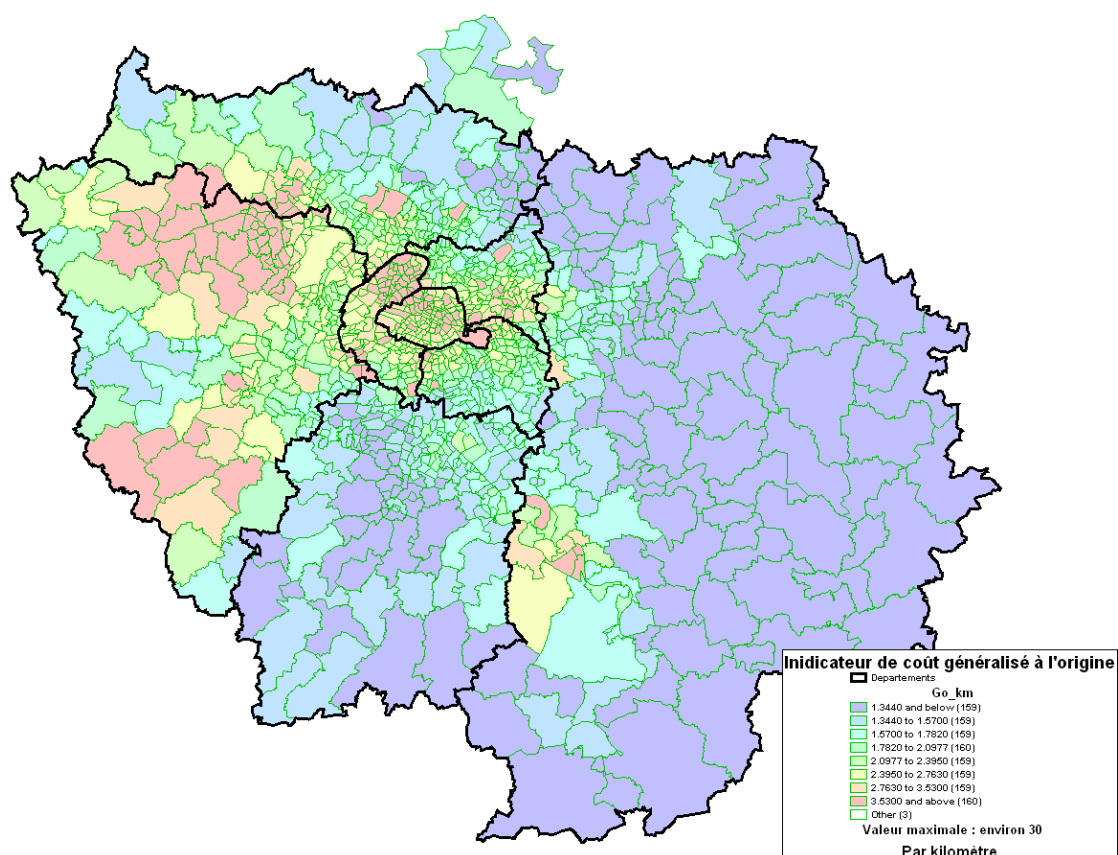 Inidicateur de coût généralisé à l'origine
Departements
Go_km
1.3440 and below (159)
1.3440 to 1.5700 (159)
1.5700 to 1.7820 (159)
1.7820 to 2.0977 (160)
2.0977 to 2.3950 (159)
2.3950 to 2.7630 (159)
2.7630 to 3.5300 (159)
3.5300 and above (160)
Other (3)
Valeur maximale : environ 30
Par kilomètre